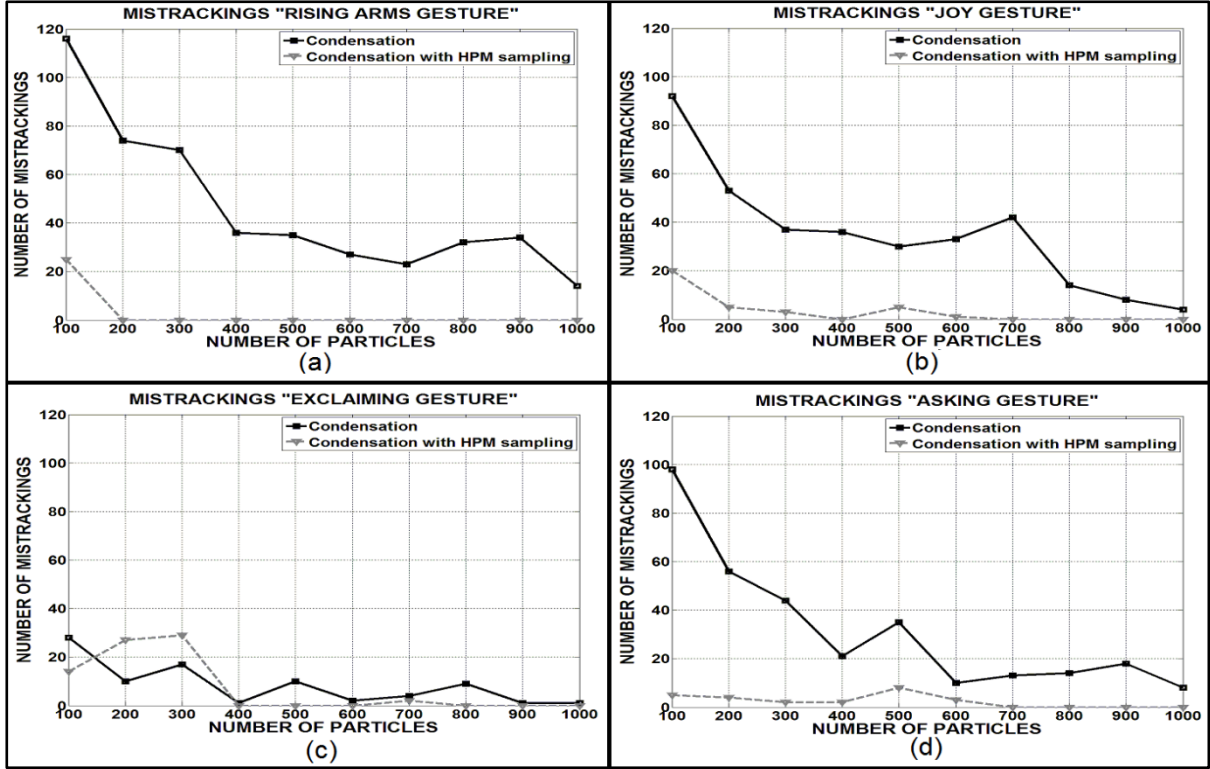 MISTRACKINGS "RISING ARMS GESTURE"
Condensation
Condensation with HPM sampling
NUMBER OF MISTRACKINGS
120
100
80
60
40
20
0
100 200 300 400 500 600 700 800 900 1000
NUMBER OF PARTICLES
(a)
MISTRACKINGS "JOY GESTURE"
Condensation
Condensation with HPM sampling
NUMBER OF MISTRACKINGS
120
100
80
60
40
20
0
100 200 300 400 500 600 700 800 900 1000
NUMBER OF PARTICLES
(b)
MISTRACKINGS "EXCLAIMING GESTURE"
Condensation
Condensation with HPM sampling
NUMBER OF MISTRACKINGS
120
100
80
60
40
20
0
100 200 300 400 500 600 700 800 900 1000
NUMBER OF PARTICLES
(c)
MISTRACKINGS "ASKING GESTURE"
Condensation
Condensation with HPM sampling
NUMBER OF MISTRACKINGS
120
100
80
60
40
20
0
100 200 300 400 500 600 700 800 900 1000
NUMBER OF PARTICLES
(d)